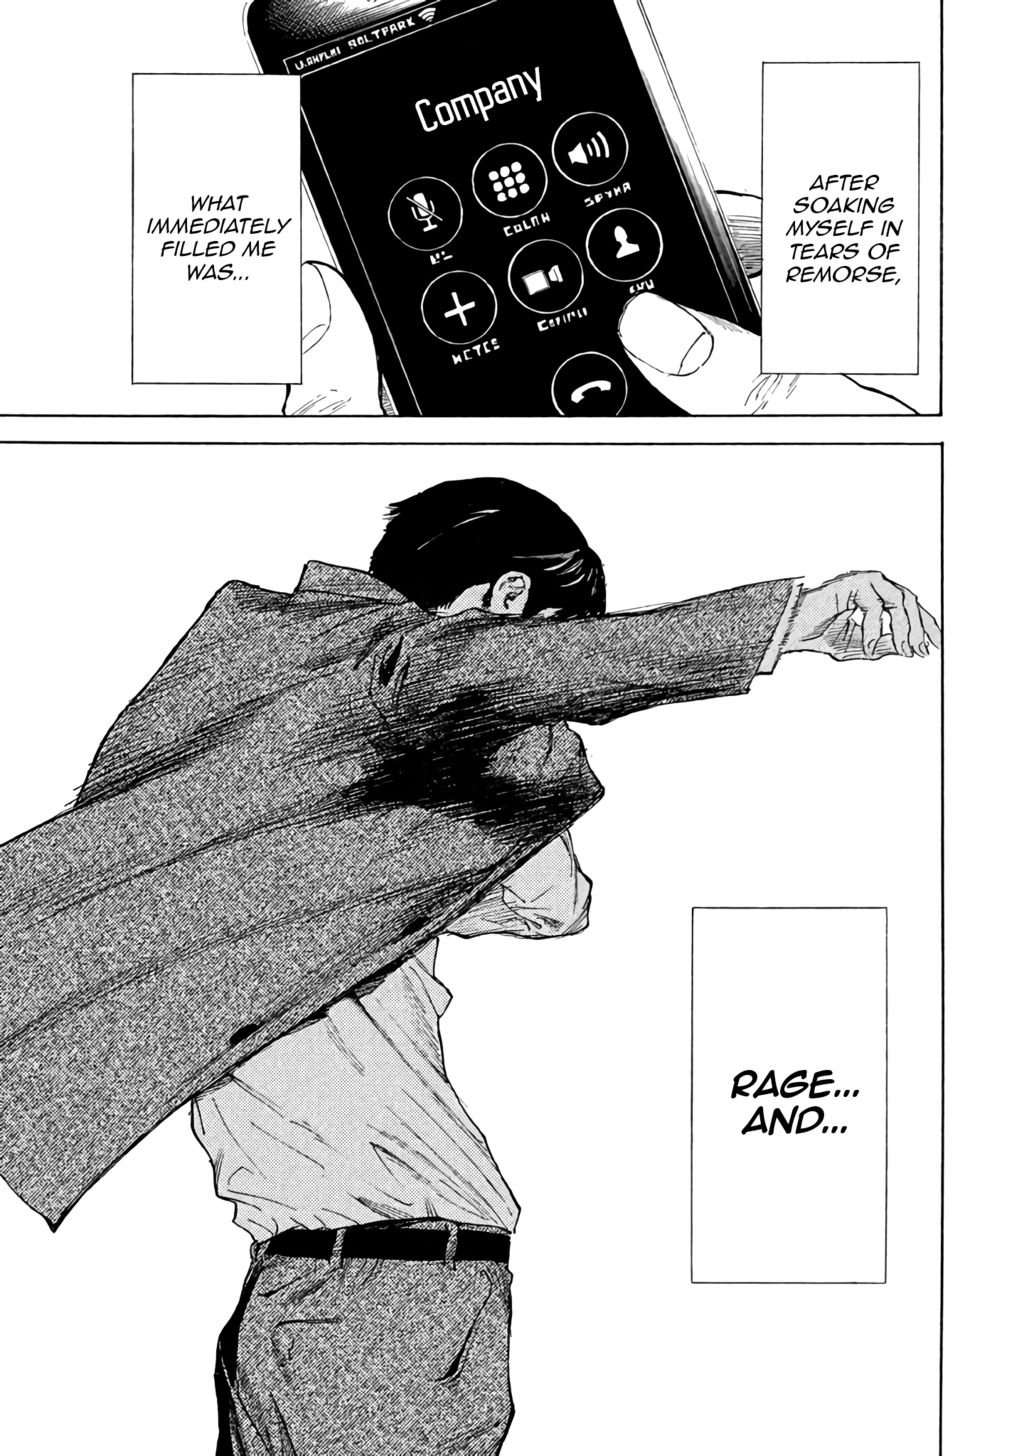 AFTER
SOAKING
MYSELF IN
TEARS OF
REMORSE,
WHAT
IMMEDIATELY
FILLED ME
WAS...
Company
RAGE...
AND...